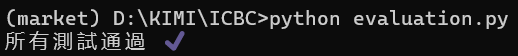 (market) D:\KIMI\ICBC>python evaluation.py
所有測試通過 ✔